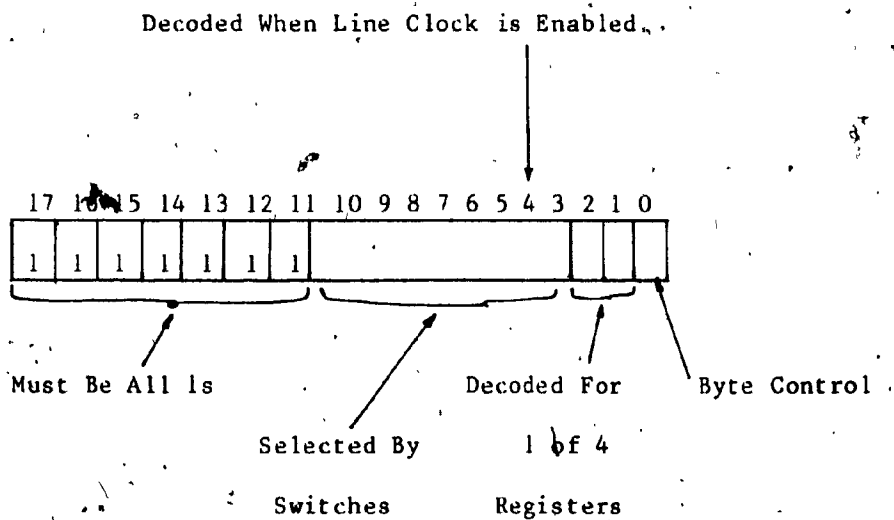 Decoded When Line Clock is Enabled.
17 16 15 14 13 12 11 10 9 8 7 6 5 4 3 2 1 0
1 1 1 1 1 1 1
Must Be All 1s
Decoded For
Byte Control
Selected By
1 of 4
Switches
Registers